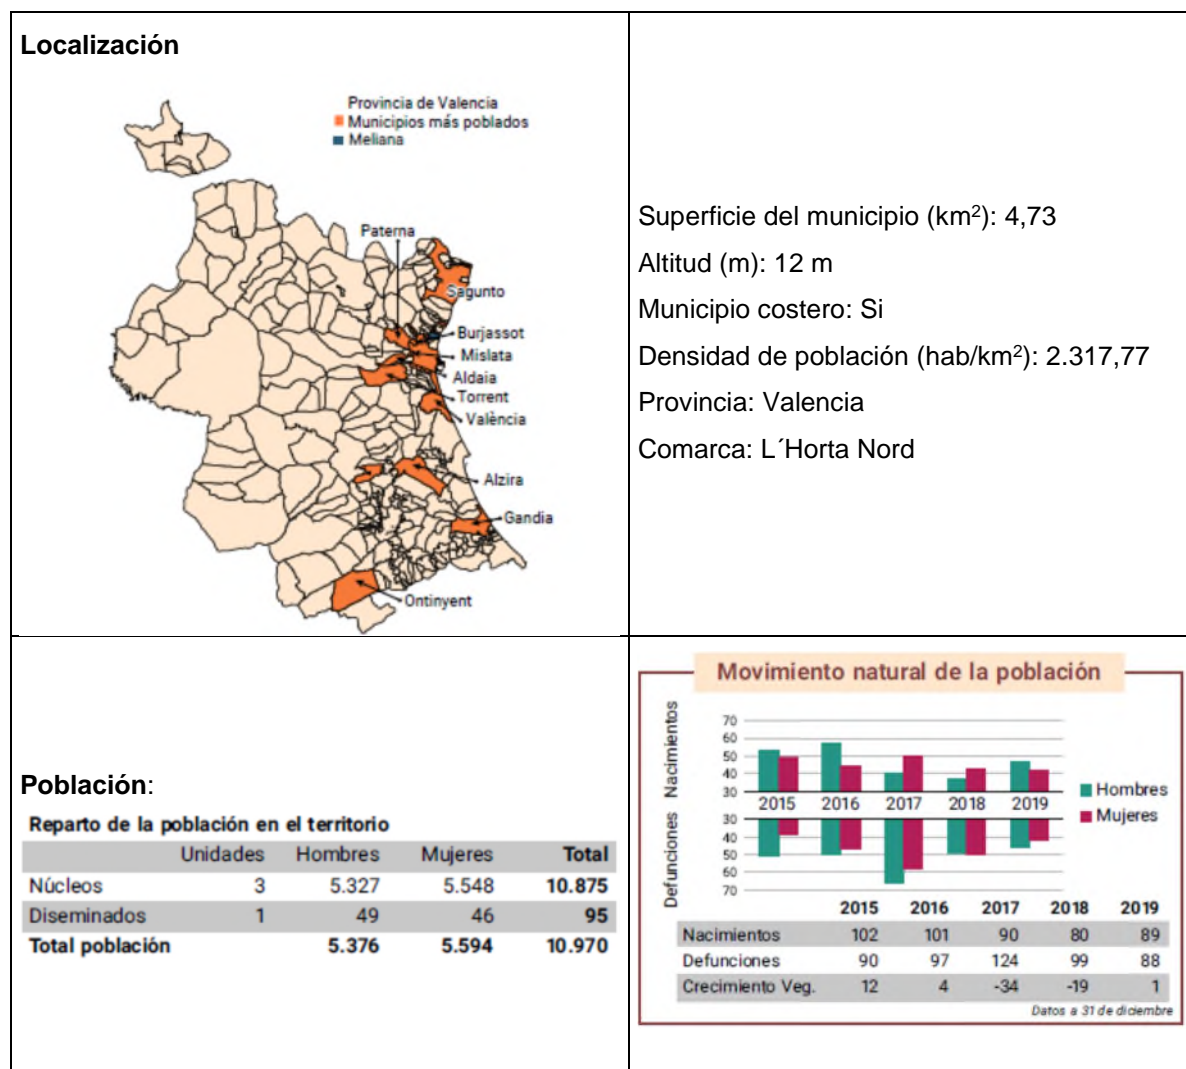 Localización
Provincia de Valencia
Municipios más poblados
Meliana
Paterna
Sagunto
Burjassot
Mislata
Aldaia
Torrent
València
Alzira
Gandia
Ontinyent
Superficie del municipio (km²): 4,73
Altitud (m): 12 m
Municipio costero: Si
Densidad de población (hab/km²): 2.317,77
Provincia: Valencia
Comarca: L´Horta Nord
Población:
Reparto de la población en el territorio
Unidades Hombres Mujeres Total
Núcleos 3 5.327 5.548 10.875
Diseminados 1 49 46 95
Total población 5.376 5.594 10.970
Movimiento natural de la población
Nacimientos
70
60
50
40
30
2015 2016 2017 2018 2019
Hombres
Mujeres
Defunciones
30
40
50
60
70
2015 2016 2017 2018 2019
Nacimientos 102 101 90 80 89
Defunciones 90 97 124 99 88
Crecimiento Veg. 12 4 -34 -19 1
Datos a 31 de diciembre